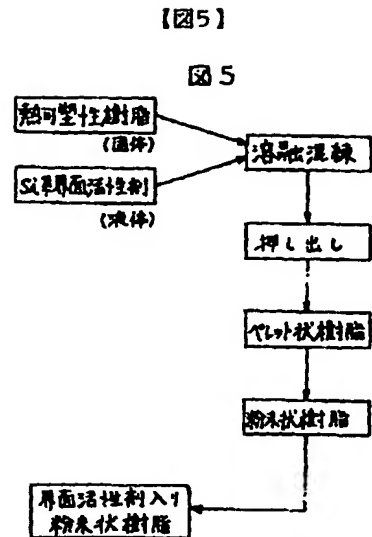 【図5】
図5
熱可塑性樹脂
(固体)
Si系界面活性剤
(液体)
溶融混練
押し出し
ペレット状樹脂
粉末状樹脂
界面活性剤入り
粉末状樹脂